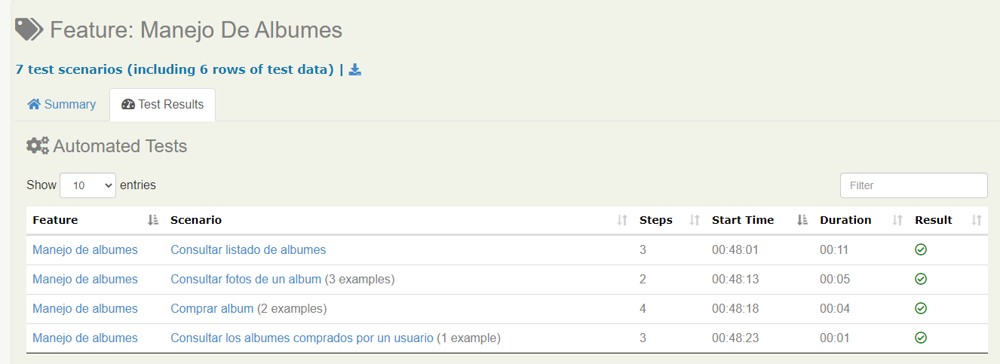 Feature: Manejo De Albumes
7 test scenarios (including 6 rows of test data) |
Summary
Test Results
Automated Tests
Show 10 entries
Filter
Feature Scenario Steps Start Time Duration Result
Manejo de albumes Consultar listado de albumes 3 00:48:01 00:11
Manejo de albumes Consultar fotos de un album (3 examples) 2 00:48:13 00:05
Manejo de albumes Comprar album (2 examples) 4 00:48:18 00:04
Manejo de albumes Consultar los albumes comprados por un usuario (1 example) 3 00:48:23 00:01